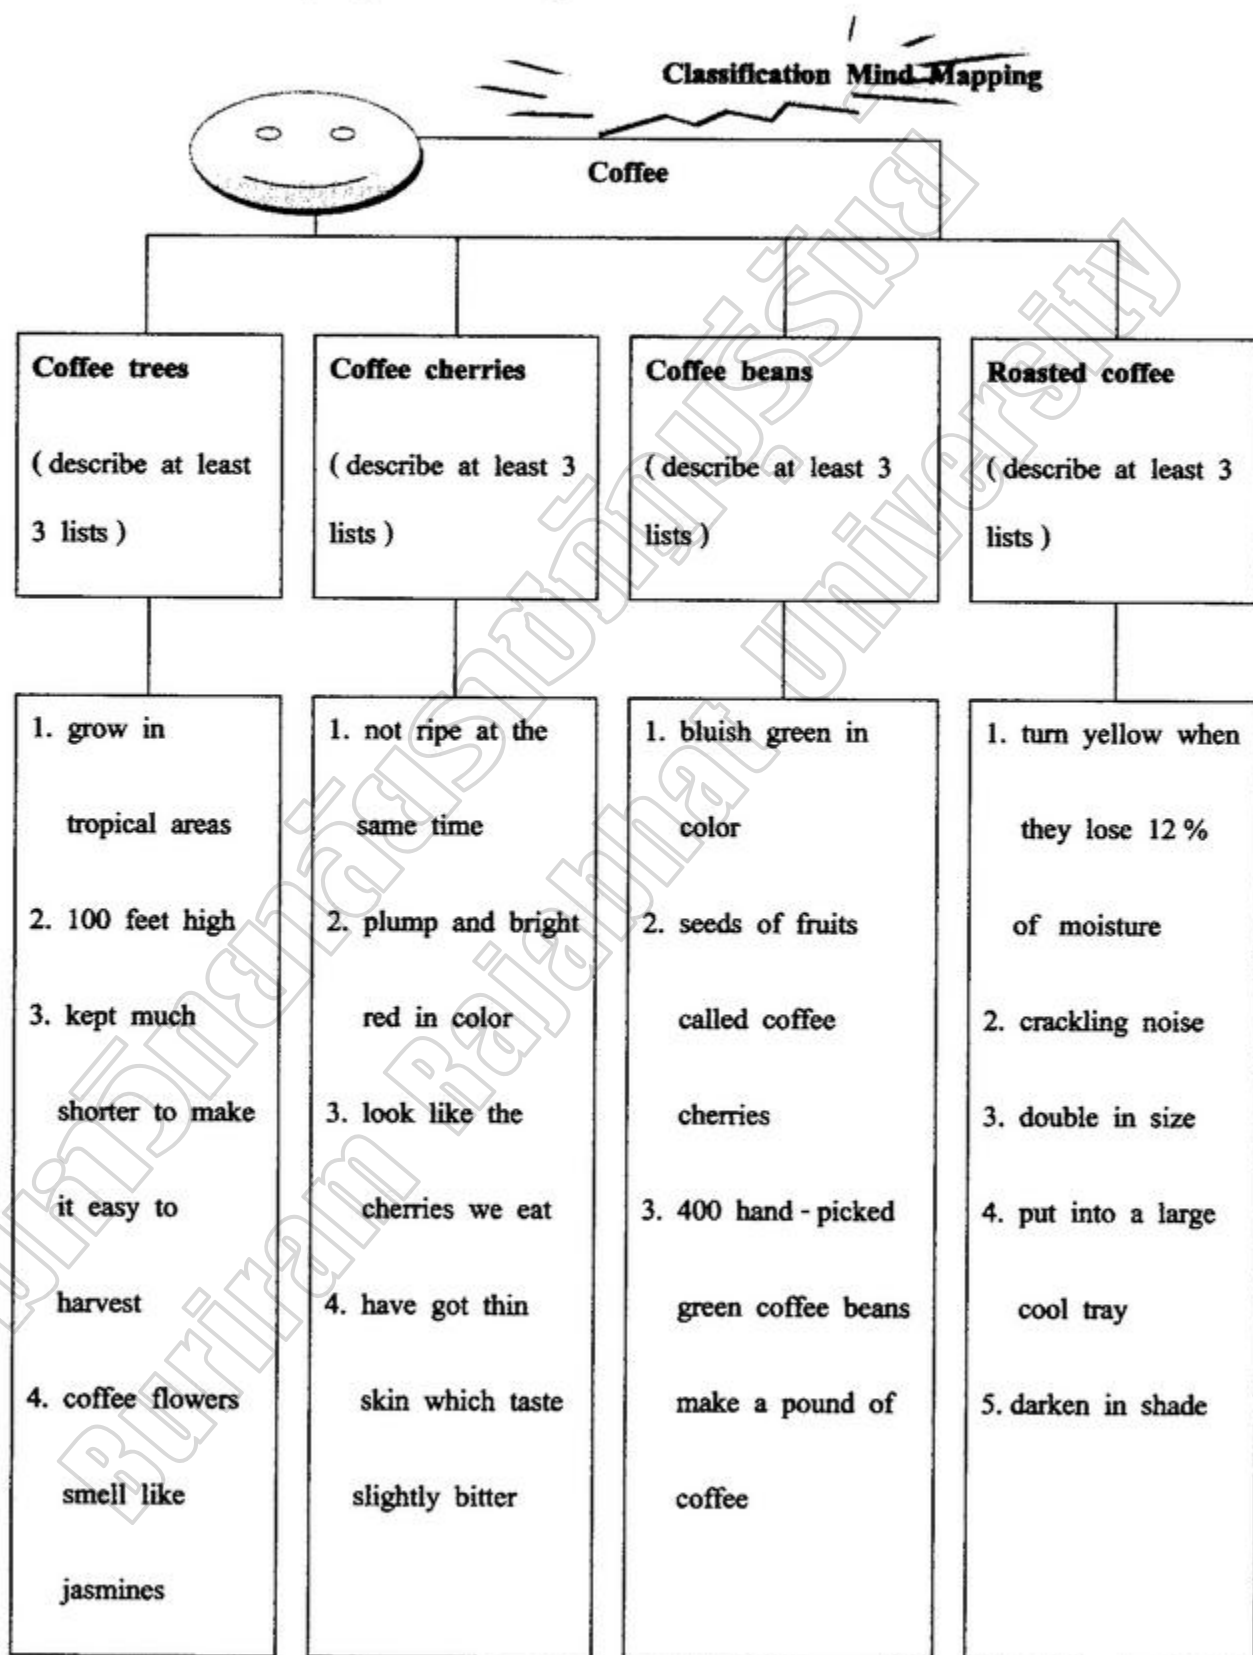 Classification Mind Mapping
Coffee
Coffee trees
( describe at least
3 lists )
Coffee cherries
( describe at least 3
lists )
Coffee beans
( describe at least 3
lists )
Roasted coffee
( describe at least 3
lists )
1. grow in
tropical areas
2. 100 feet high
3. kept much
shorter to make
it easy to
harvest
4. coffee flowers
smell like
jasmines
1. not ripe at the
same time
2. plump and bright
red in color
3. look like the
cherries we eat
4. have got thin
skin which taste
slightly bitter
1. bluish green in
color
2. seeds of fruits
called coffee
cherries
3. 400 hand - picked
green coffee beans
make a pound of
coffee
1. turn yellow when
they lose 12 %
of moisture
2. crackling noise
3. double in size
4. put into a large
cool tray
5. darken in shade
Buriram Rajabhat University